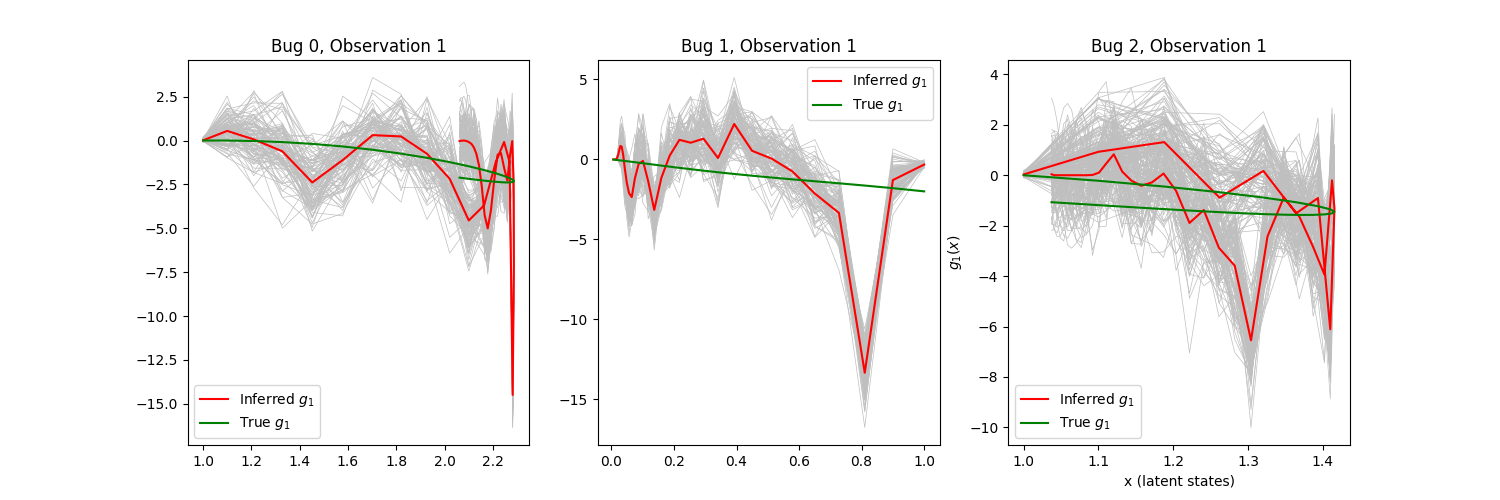 Bug 0, Observation 1
2.5
0.0
−2.5
−5.0
−7.5
−10.0
−12.5
−15.0
Inferred g₁
True g₁
1.0 1.2 1.4 1.6 1.8 2.0 2.2
Bug 1, Observation 1
5
0
−5
−10
−15
Inferred g₁
True g₁
0.0 0.2 0.4 0.6 0.8 1.0
Bug 2, Observation 1
g₁(x)
4
2
0
−2
−4
−6
−8
−10
Inferred g₁
True g₁
1.0 1.1 1.2 1.3 1.4
x (latent states)